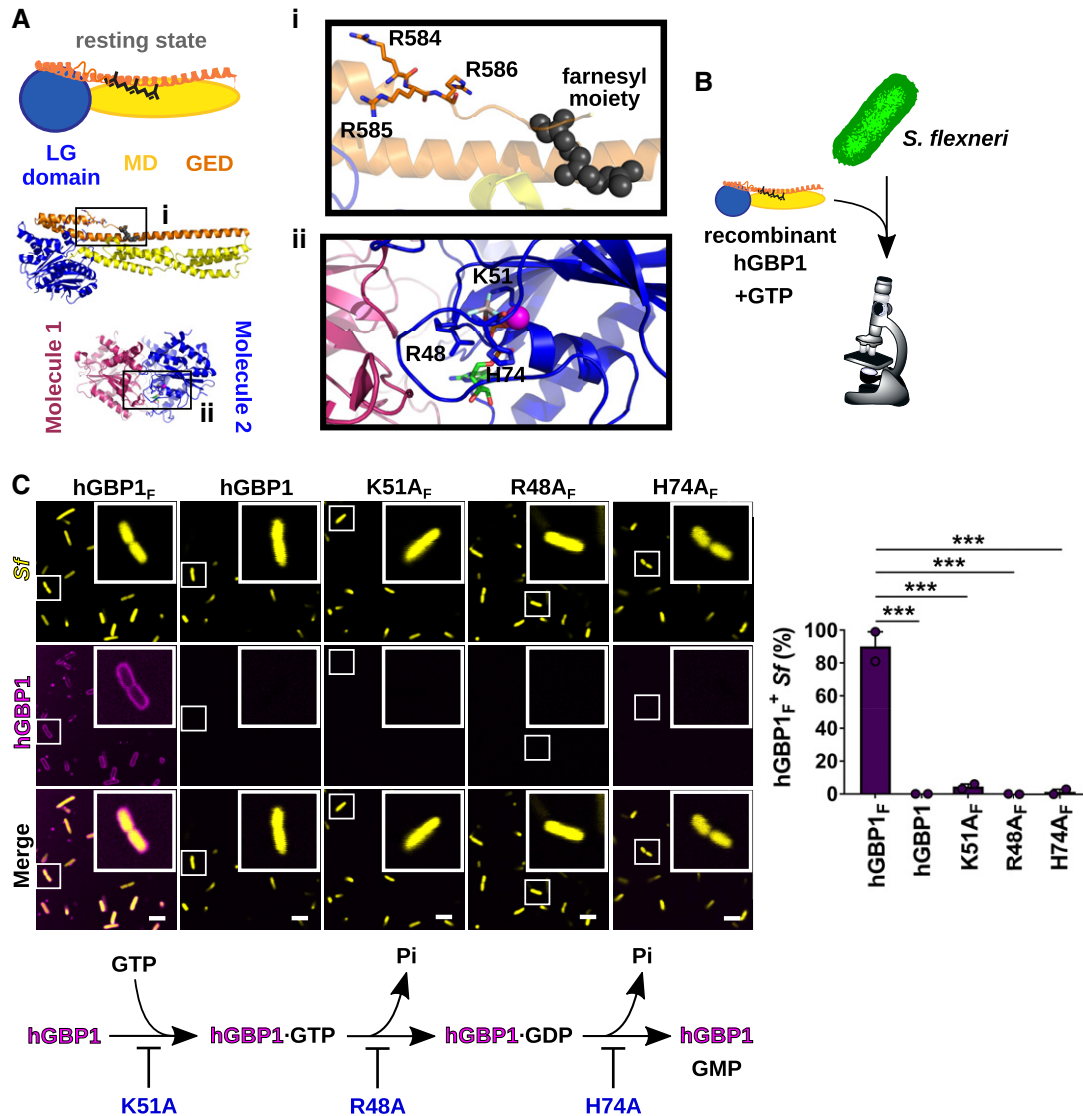 A
resting state
LG
domain
MD
GED
i
Molecule 1
Molecule 2
ii
i
R584
R586
R585
farnesyl
moiety
ii
K51
R48
H74
B
S. flexneri
recombinant
hGBP1
+GTP
C
hGBP1F
hGBP1
K51AF
R48AF
H74AF
Sf
hGBP1
Merge
***
***
***
***
hGBP1F+ Sf (%)
100
80
60
40
20
0
hGBP1F
hGBP1
K51AF
R48AF
H74AF
GTP
Pi
Pi
hGBP1
hGBP1·GTP
hGBP1·GDP
hGBP1
GMP
K51A
R48A
H74A